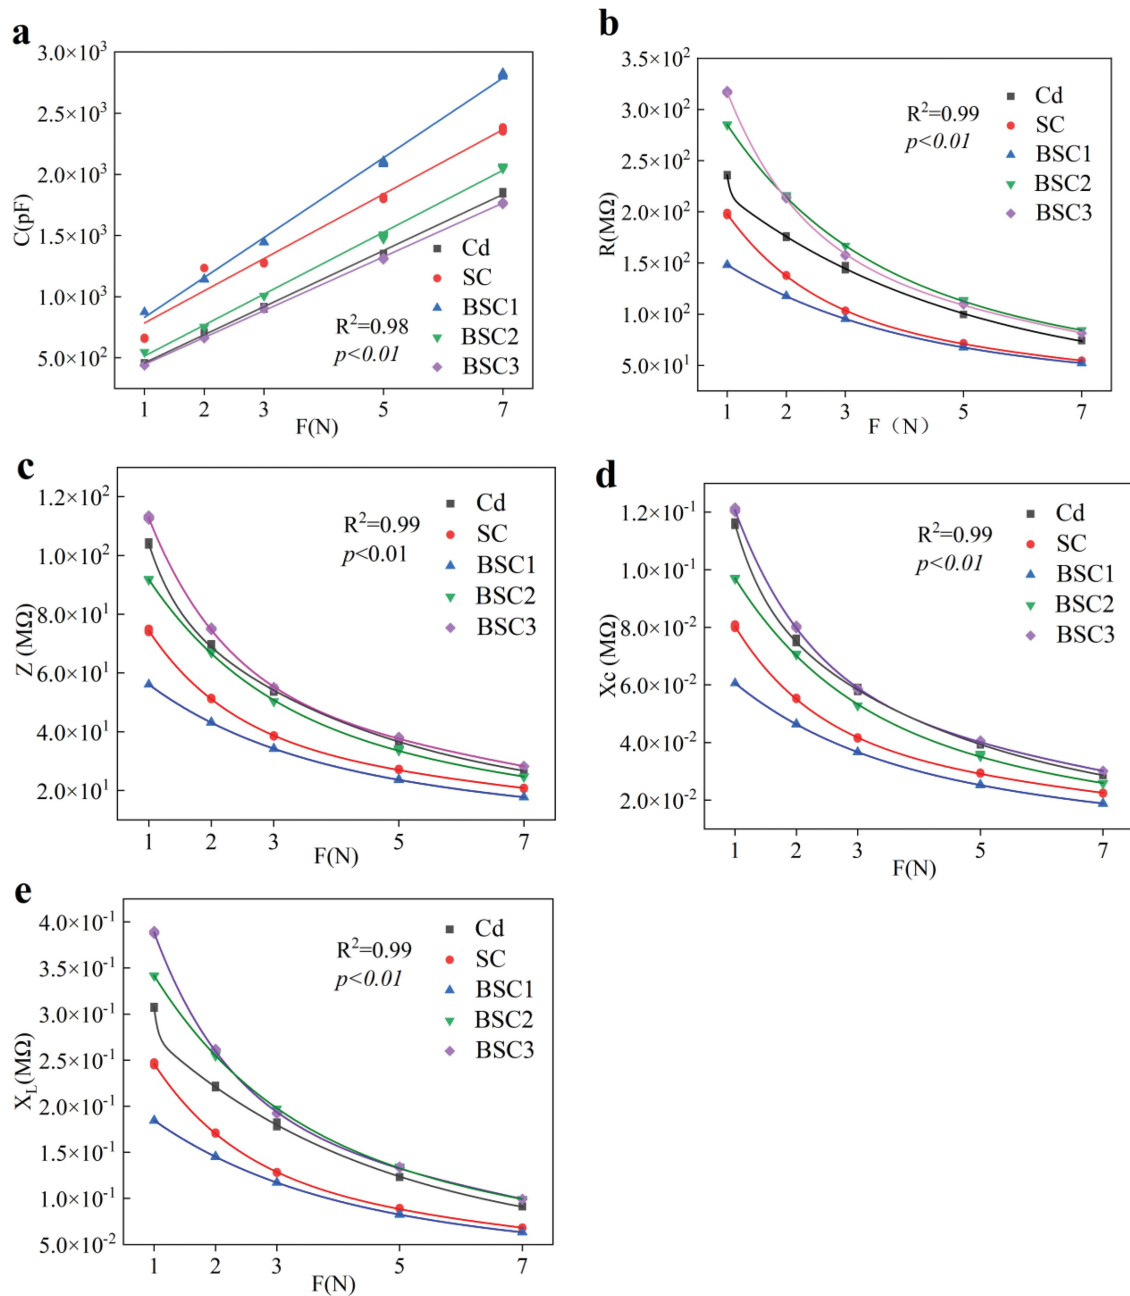 a
3.0×10³
2.5×10³
2.0×10³
1.5×10³
1.0×10³
5.0×10²
C(pF)
Cd
SC
BSC1
BSC2
BSC3
R²=0.98
p<0.01
1 2 3 5 7
F(N)
b
3.5×10²
3.0×10²
2.5×10²
2.0×10²
1.5×10²
1.0×10²
5.0×10¹
R(MΩ)
R²=0.99
p<0.01
Cd
SC
BSC1
BSC2
BSC3
1 2 3 5 7
F（N）
c
1.2×10²
1.0×10²
8.0×10¹
6.0×10¹
4.0×10¹
2.0×10¹
Z (MΩ)
R²=0.99
p<0.01
Cd
SC
BSC1
BSC2
BSC3
1 2 3 5 7
F(N)
d
1.2×10⁻¹
1.0×10⁻¹
8.0×10⁻²
6.0×10⁻²
4.0×10⁻²
2.0×10⁻²
Xc (MΩ)
R²=0.99
p<0.01
Cd
SC
BSC1
BSC2
BSC3
1 2 3 5 7
F(N)
e
4.0×10⁻¹
3.5×10⁻¹
3.0×10⁻¹
2.5×10⁻¹
2.0×10⁻¹
1.5×10⁻¹
1.0×10⁻¹
5.0×10⁻²
X_L(MΩ)
R²=0.99
p<0.01
Cd
SC
BSC1
BSC2
BSC3
1 2 3 5 7
F(N)